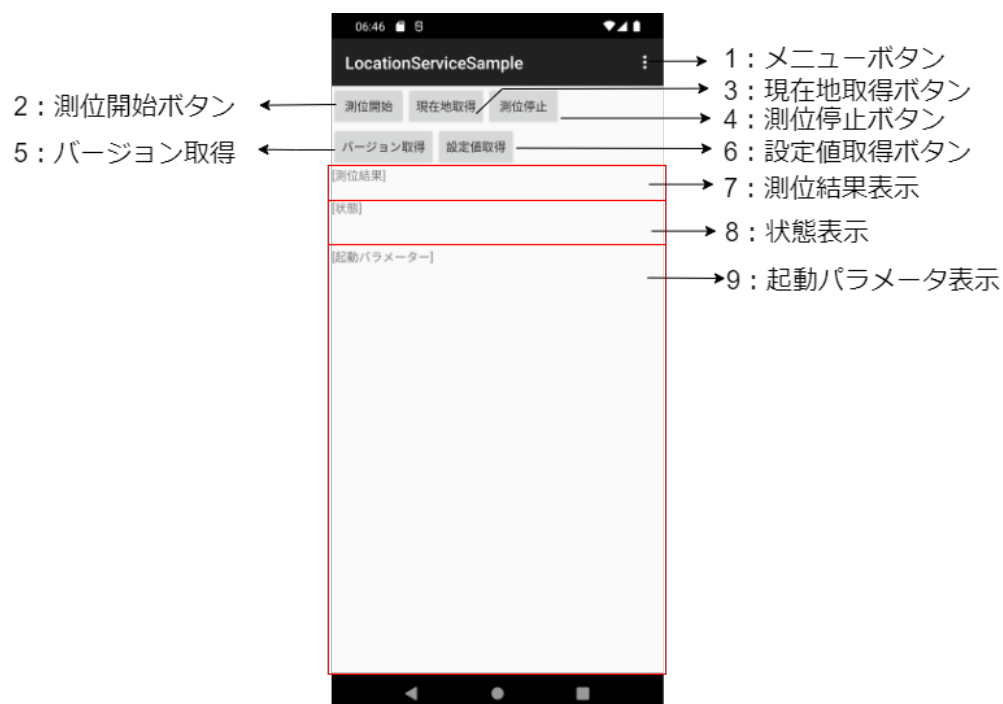 06:46
LocationServiceSample
1：メニューボタン
2：測位開始ボタン
測位開始
現在地取得
測位停止
3：現在地取得ボタン
4：測位停止ボタン
5：バージョン取得
バージョン取得
設定値取得
6：設定値取得ボタン
[測位結果]
7：測位結果表示
[状態]
8：状態表示
[起動パラメーター]
9：起動パラメータ表示